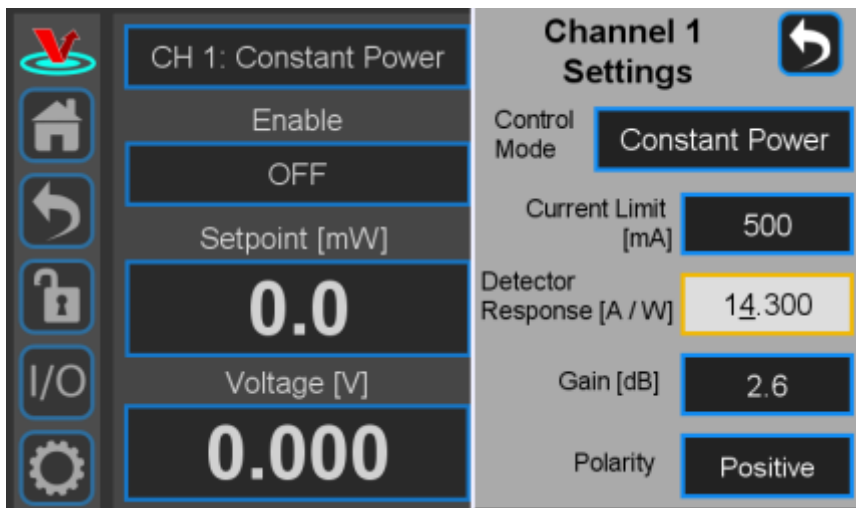 CH 1: Constant Power
Enable
OFF
Setpoint [mW]
0.0
I/O
Voltage [V]
0.000
Channel 1
Settings
Control
Mode
Constant Power
Current Limit
[mA]
500
Detector
Response [A / W]
14.300
Gain [dB]
2.6
Polarity
Positive